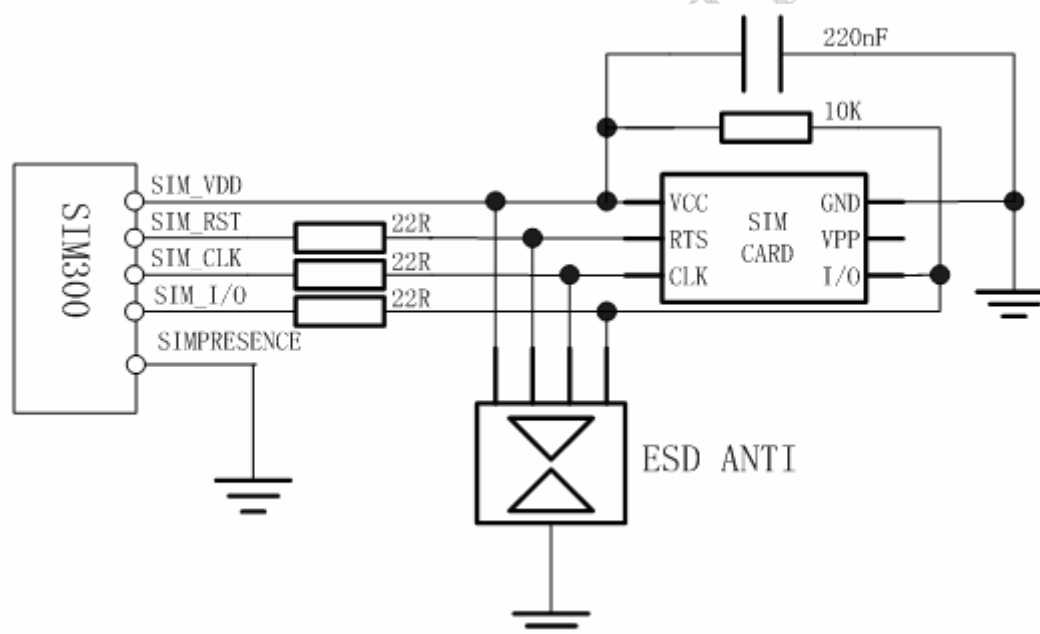 220nF
10K
SIM300
SIM_VDD
SIM_RST
22R
SIM_CLK
22R
SIM_I/O
22R
SIMPRESENCE
VCC
GND
RTS
SIM
CARD
VPP
CLK
I/O
ESD ANTI